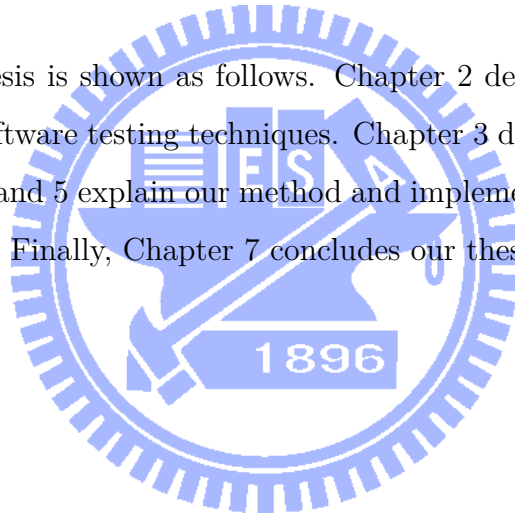 esis is shown as follows. Chapter 2 de
ftware testing techniques. Chapter 3 d
and 5 explain our method and impleme
Finally, Chapter 7 concludes our thes
E S A
1896